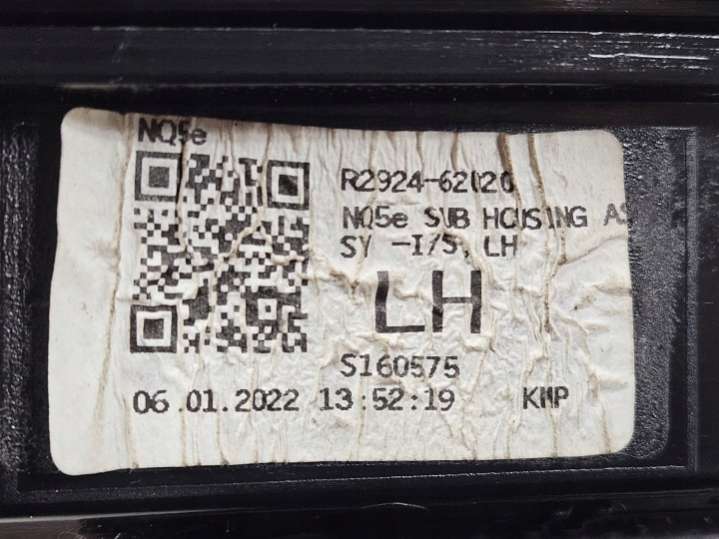 NQ5e
R2924-62020
NQ5e SUB HOUSING AS
SY -I/S, LH
LH
S160575
06.01.2022 13:52:19 KMP